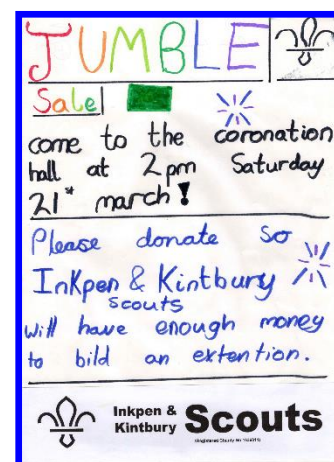 JUMBLE
Sale!
come to the coronation
hall at 2pm Saturday
21st march!
Please donate so
Inkpen & Kintbury
scouts
will have enough money
to bild an extention.
Inkpen &
Kintbury Scouts